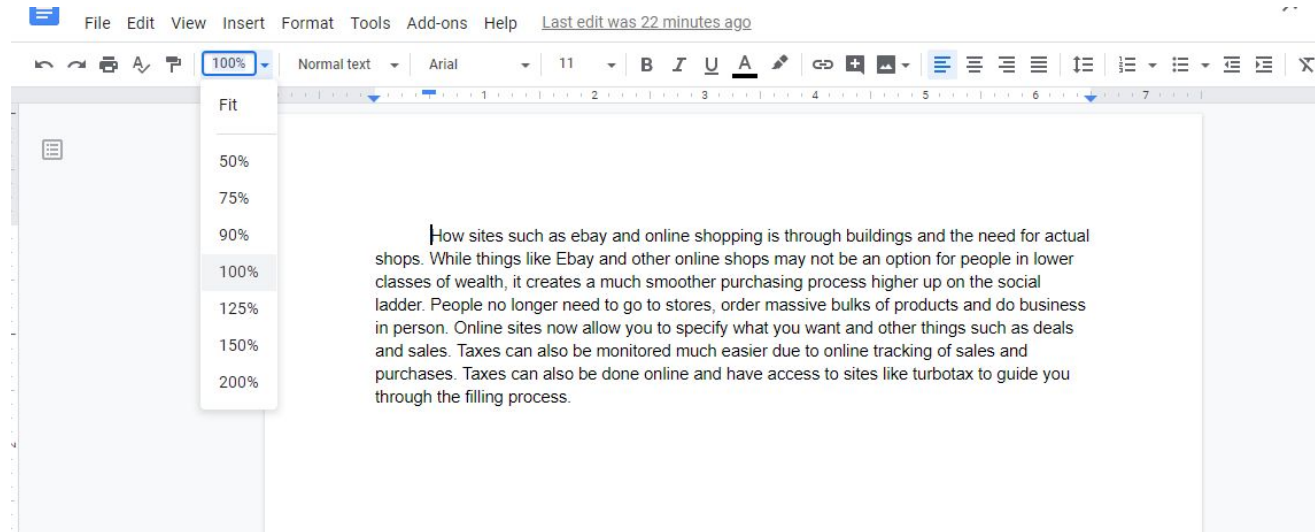 File Edit View Insert Format Tools Add-ons Help Last edit was 22 minutes ago
100% Normal text Arial 11 B I U A
1 2 3 4 5 6 7
Fit
50%
75%
90%
100%
125%
150%
200%
How sites such as ebay and online shopping is through buildings and the need for actual
shops. While things like Ebay and other online shops may not be an option for people in lower
classes of wealth, it creates a much smoother purchasing process higher up on the social
ladder. People no longer need to go to stores, order massive bulks of products and do business
in person. Online sites now allow you to specify what you want and other things such as deals
and sales. Taxes can also be monitored much easier due to online tracking of sales and
purchases. Taxes can also be done online and have access to sites like turbotax to guide you
through the filling process.